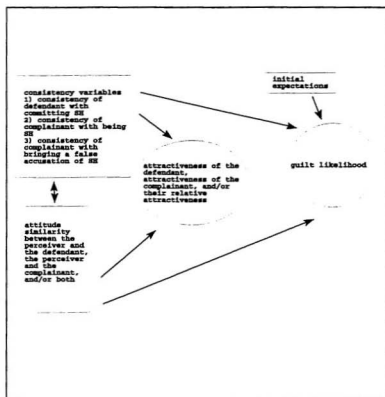 consistency variables
1) consistency of
defendant with
committing SH
2) consistency of
complainant with being
SH
3) consistency of
complainant with
bringing a false
accusation of SH
initial
expectations
attractiveness of the
defendant,
attractiveness of the
complainant, and/or
their relative
attractiveness
guilt likelihood
attitude
similarity
between the
perceiver and
the defendant,
the perceiver
and the
complainant,
and/or both